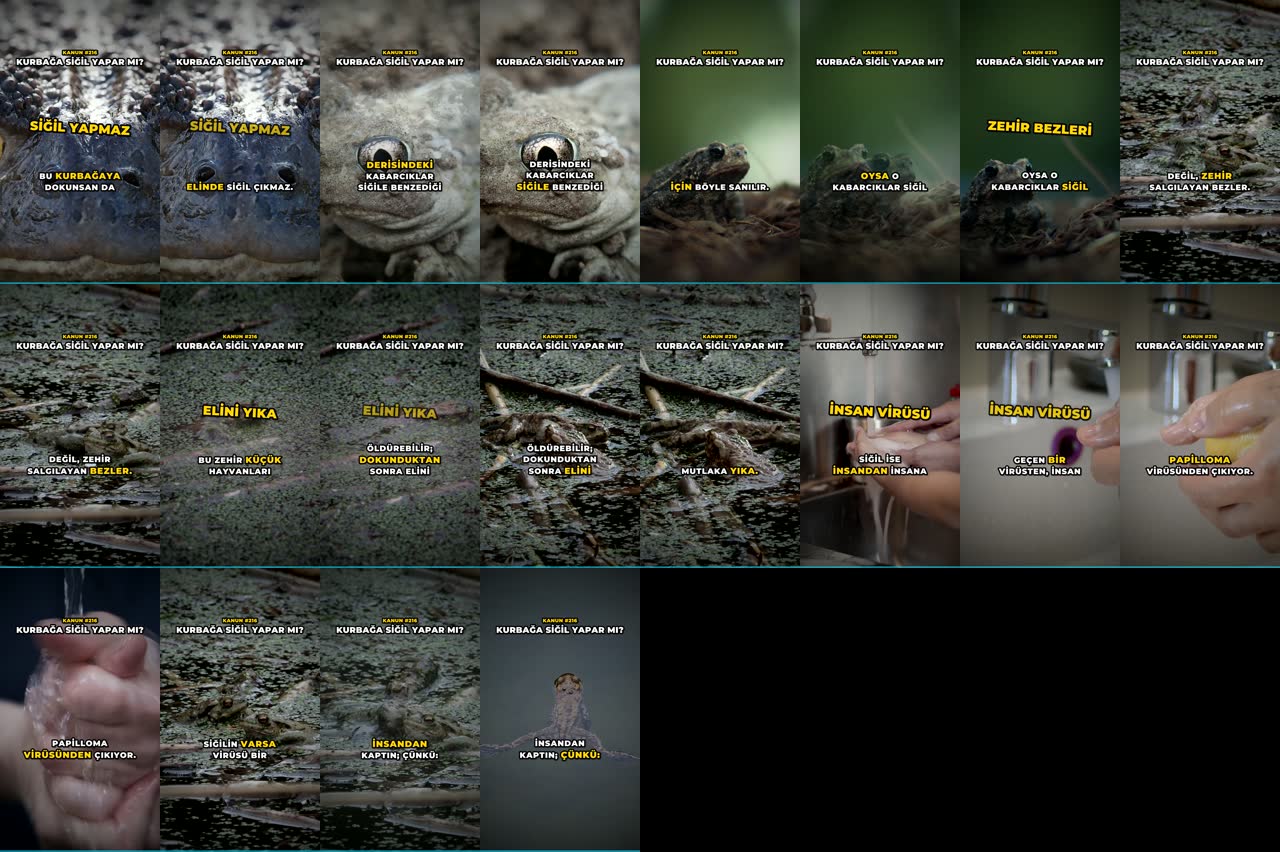 KANUN #216
KURBAĞA SİĞİL YAPAR MI?
SİĞİL YAPMAZ
BU KURBAĞAYA
DOKUNSAN DA
KANUN #216
KURBAĞA SİĞİL YAPAR MI?
SİĞİL YAPMAZ
ELİNDE SİĞİL ÇIKMAZ.
KANUN #216
KURBAĞA SİĞİL YAPAR MI?
DERİSİNDEKİ
KABARCIKLAR
SİĞİLE BENZEDİĞİ
KANUN #216
KURBAĞA SİĞİL YAPAR MI?
DERİSİNDEKİ
KABARCIKLAR
SİĞİLE BENZEDİĞİ
KANUN #216
KURBAĞA SİĞİL YAPAR MI?
İÇİN BÖYLE SANILIR.
KANUN #216
KURBAĞA SİĞİL YAPAR MI?
OYSA O
KABARCIKLAR SİĞİL
KANUN #216
KURBAĞA SİĞİL YAPAR MI?
ZEHİR BEZLERİ
OYSA O
KABARCIKLAR SİĞİL
KANUN #216
KURBAĞA SİĞİL YAPAR MI?
DEĞİL, ZEHİR
SALGILAYAN BEZLER.
KANUN #216
KURBAĞA SİĞİL YAPAR MI?
DEĞİL, ZEHİR
SALGILAYAN BEZLER.
KANUN #216
KURBAĞA SİĞİL YAPAR MI?
ELİNİ YIKA
BU ZEHİR KÜÇÜK
HAYVANLARI
KANUN #216
KURBAĞA SİĞİL YAPAR MI?
ELİNİ YIKA
ÖLDÜREBİLİR;
DOKUNDUKTAN
SONRA ELİNİ
KANUN #216
KURBAĞA SİĞİL YAPAR MI?
ÖLDÜREBİLİR;
DOKUNDUKTAN
SONRA ELİNİ
KANUN #216
KURBAĞA SİĞİL YAPAR MI?
MUTLAKA YIKA.
KANUN #216
KURBAĞA SİĞİL YAPAR MI?
İNSAN VİRÜSÜ
SİĞİL İSE
İNSANDAN İNSANA
KANUN #216
KURBAĞA SİĞİL YAPAR MI?
İNSAN VİRÜSÜ
GEÇEN BİR
VİRÜSTEN, İNSAN
KANUN #216
KURBAĞA SİĞİL YAPAR MI?
PAPİLLOMA
VİRÜSÜNDEN ÇIKIYOR.
KANUN #216
KURBAĞA SİĞİL YAPAR MI?
PAPİLLOMA
VİRÜSÜNDEN ÇIKIYOR.
KANUN #216
KURBAĞA SİĞİL YAPAR MI?
SİĞİLİN VARSA
VİRÜSÜ BİR
KANUN #216
KURBAĞA SİĞİL YAPAR MI?
İNSANDAN
KAPTIN; ÇÜNKÜ:
KANUN #216
KURBAĞA SİĞİL YAPAR MI?
İNSANDAN
KAPTIN; ÇÜNKÜ: